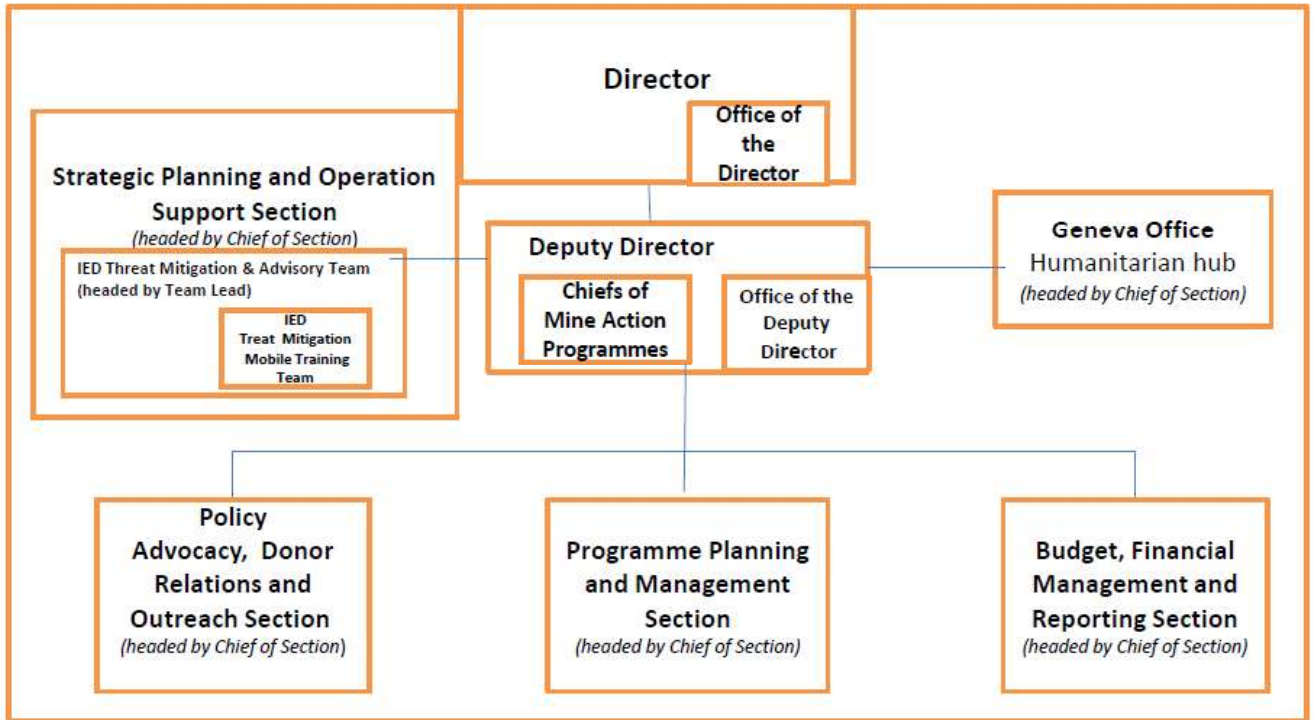 Director
Office of
the
Director
Strategic Planning and Operation
Support Section
(headed by Chief of Section)
IED Threat Mitigation & Advisory Team
(headed by Team Lead)
IED
Treat Mitigation
Mobile Training
Team
Deputy Director
Chiefs of
Mine Action
Programmes
Office of the
Deputy
Director
Geneva Office
Humanitarian hub
(headed by Chief of Section)
Policy
Advocacy, Donor
Relations and
Outreach Section
(headed by Chief of Section)
Programme Planning
and Management
Section
(headed by Chief of Section)
Budget, Financial
Management and
Reporting Section
(headed by Chief of Section)